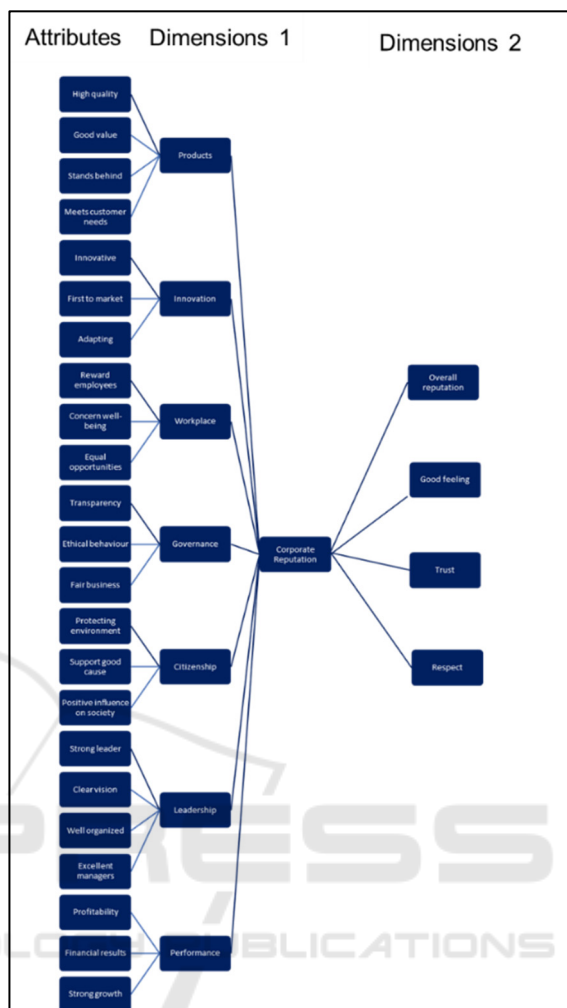 Attributes Dimensions 1 Dimensions 2
High quality
Good value
Stands behind
Meets customer
needs
Products
Innovative
First to market
Adapting
Innovation
Reward
employees
Concern well-
being
Equal
opportunities
Workplace
Transparency
Ethical behaviour
Fair business
Governance
Protecting
environment
Support good
cause
Positive influence
on society
Citizenship
Strong leader
Clear vision
Well organized
Excellent
managers
Leadership
Profitability
Financial results
Strong growth
Performance
Corporate
Reputation
Overall
reputation
Good feeling
Trust
Respect
PRESS
PUBLICATIONS